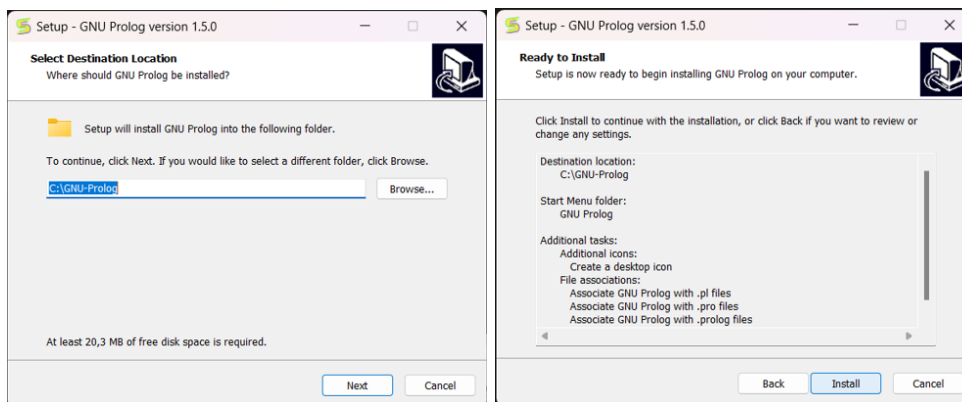 Setup - GNU Prolog version 1.5.0
Select Destination Location
Where should GNU Prolog be installed?
Setup will install GNU Prolog into the following folder.
To continue, click Next. If you would like to select a different folder, click Browse.
C:\GNU-Prolog
Browse...
At least 20,3 MB of free disk space is required.
Next
Cancel
Setup - GNU Prolog version 1.5.0
Ready to Install
Setup is now ready to begin installing GNU Prolog on your computer.
Click Install to continue with the installation, or click Back if you want to review or
change any settings.
Destination location:
C:\GNU-Prolog
Start Menu folder:
GNU Prolog
Additional tasks:
Additional icons:
Create a desktop icon
File associations:
Associate GNU Prolog with .pl files
Associate GNU Prolog with .pro files
Associate GNU Prolog with .prolog files
Back
Install
Cancel